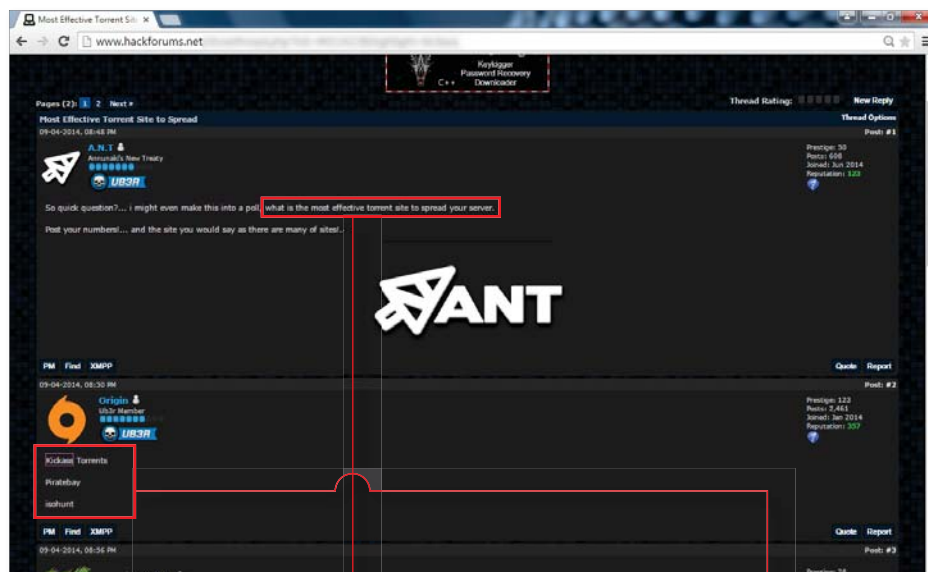 Most Effective Torrent Sit
www.hackforums.net
Keylogger
Password Recovery
C++ Downloader
Pages (2): 1 2 Next »
Thread Rating:
New Reply
Most Effective Torrent Site to Spread
Thread Options
09-04-2014, 08:48 PM
Post: #1
A.N.T
Annunaki's New Treaty
UB3R
Prestige: 50
Posts: 606
Joined: Jun 2014
Reputation: 123
So quick question?... i might even make this into a poll, what is the most effective torrent site to spread your server.
Post your numbers!... and the site you would say as there are many of sites!..
ANT
PM Find XMPP
Quote Report
09-04-2014, 08:50 PM
Post: #2
Origin
Ub3r Member
UB3R
Prestige: 123
Posts: 2,461
Joined: Jan 2014
Reputation: 357
Kickass Torrents
Piratebay
isohunt
PM Find XMPP
Quote Report
09-04-2014, 08:56 PM
Post: #3